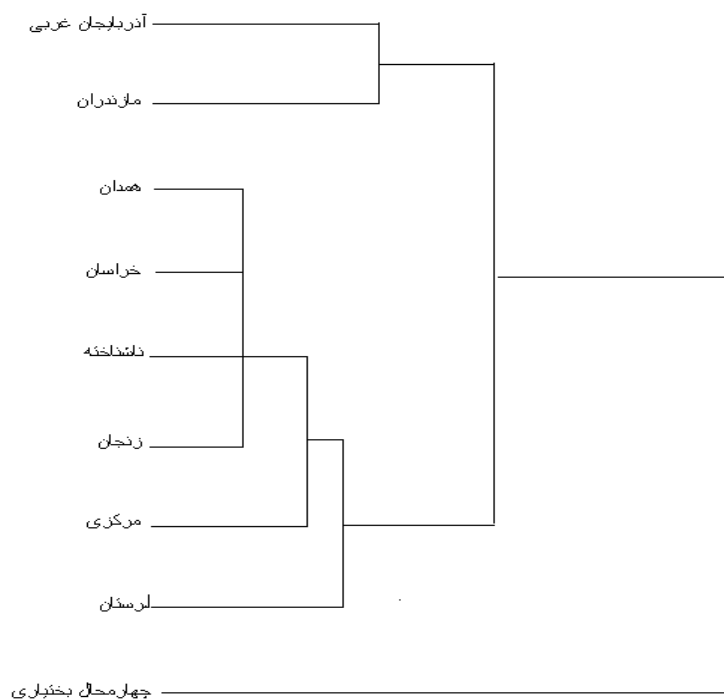 آذربایجان غربی
مازندران
همدان
خراسان
ناشناخته
زنجان
مرکزی
لرستان
چهارمحال بختیاری